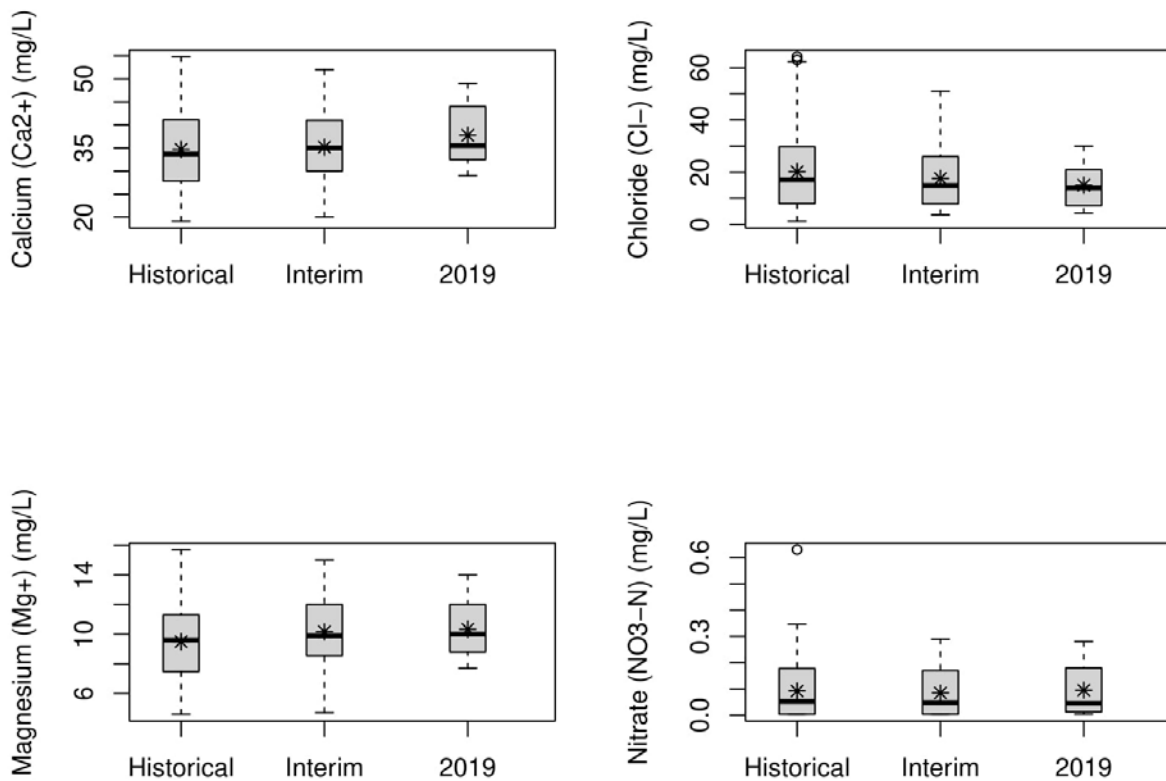 Calcium (Ca2+) (mg/L)
50
35
20
Historical
Interim
2019
Chloride (Cl−) (mg/L)
60
40
20
0
Historical
Interim
2019
Magnesium (Mg+) (mg/L)
14
10
6
Historical
Interim
2019
Nitrate (NO3−N) (mg/L)
0.6
0.3
0.0
Historical
Interim
2019